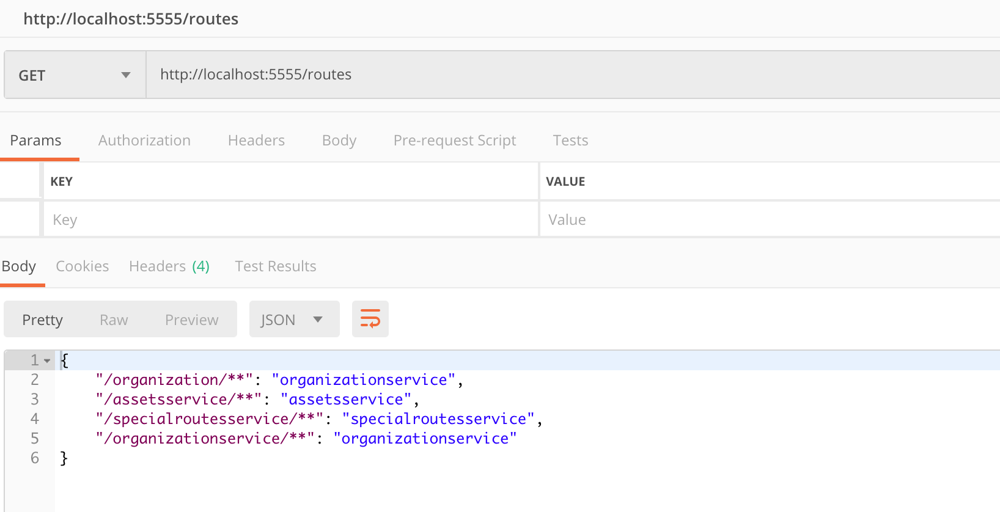 http://localhost:5555/routes
GET http://localhost:5555/routes
Params Authorization Headers Body Pre-request Script Tests
KEY VALUE
Key Value
Body Cookies Headers (4) Test Results
Pretty Raw Preview JSON
1 {
2 "/organization/**": "organizationservice",
3 "/assetsservice/**": "assetsservice",
4 "/specialroutesservice/**": "specialroutesservice",
5 "/organizationservice/**": "organizationservice"
6 }